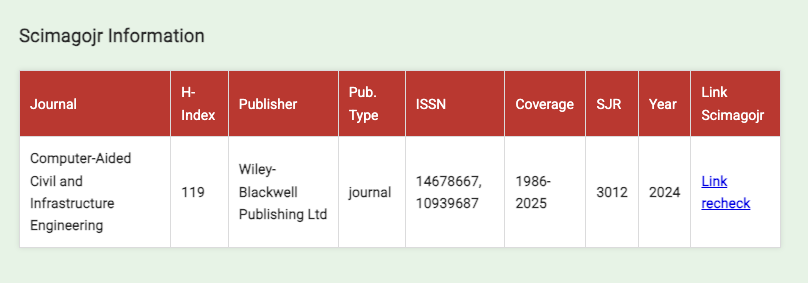 Scimagojr Information
Journal
H-
Index
Publisher
Pub.
Type
ISSN
Coverage
SJR
Year
Link
Scimagojr
Computer-Aided
Civil and
Infrastructure
Engineering
119
Wiley-
Blackwell
Publishing Ltd
journal
14678667,
10939687
1986-
2025
3012
2024
Link
recheck